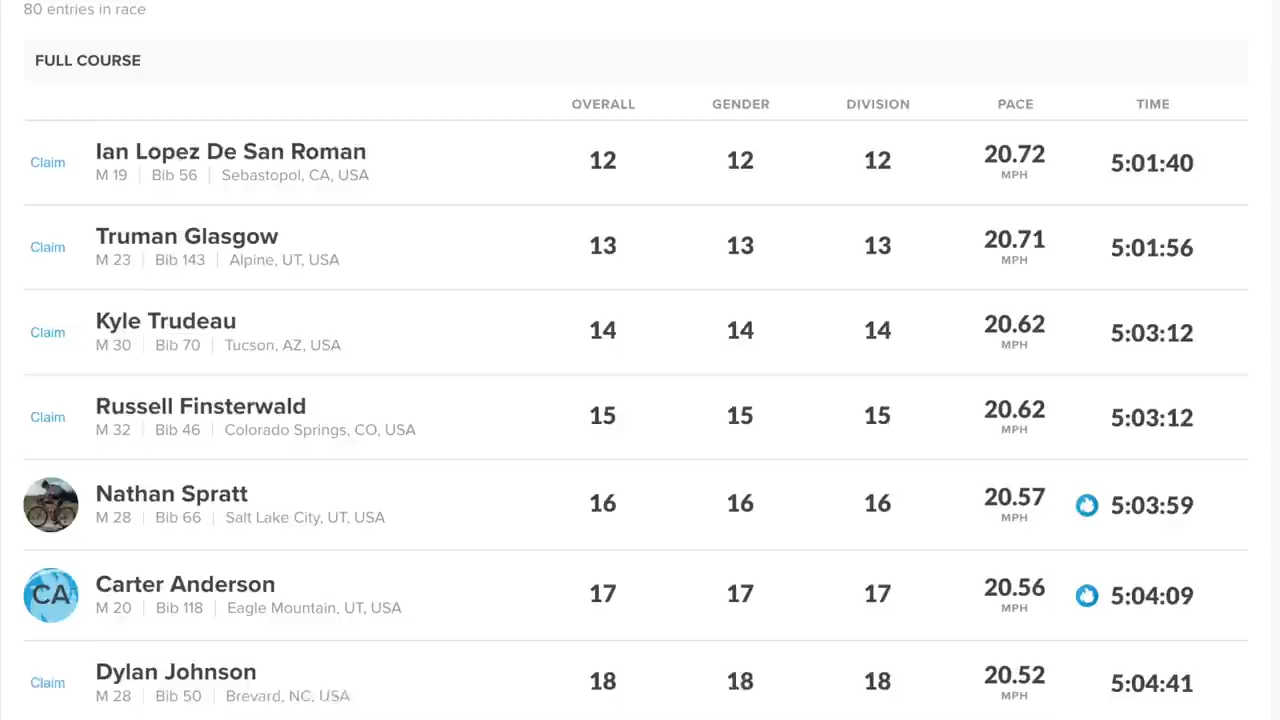 80 entries in race
FULL COURSE
OVERALL GENDER DIVISION PACE TIME
Claim Ian Lopez De San Roman 12 12 12 20.72 MPH 5:01:40
M 19 Bib 56 Sebastopol, CA, USA
Claim Truman Glasgow 13 13 13 20.71 MPH 5:01:56
M 23 Bib 143 Alpine, UT, USA
Claim Kyle Trudeau 14 14 14 20.62 MPH 5:03:12
M 30 Bib 70 Tucson, AZ, USA
Claim Russell Finsterwald 15 15 15 20.62 MPH 5:03:12
M 32 Bib 46 Colorado Springs, CO, USA
Nathan Spratt 16 16 16 20.57 MPH 5:03:59
M 28 Bib 66 Salt Lake City, UT, USA
CA Carter Anderson 17 17 17 20.56 MPH 5:04:09
M 20 Bib 118 Eagle Mountain, UT, USA
Claim Dylan Johnson 18 18 18 20.52 MPH 5:04:41
M 28 Bib 50 Brevard, NC, USA